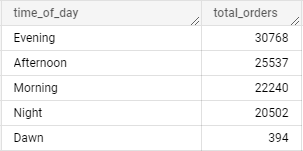 time_of_day total_orders
Evening 30768
Afternoon 25537
Morning 22240
Night 20502
Dawn 394